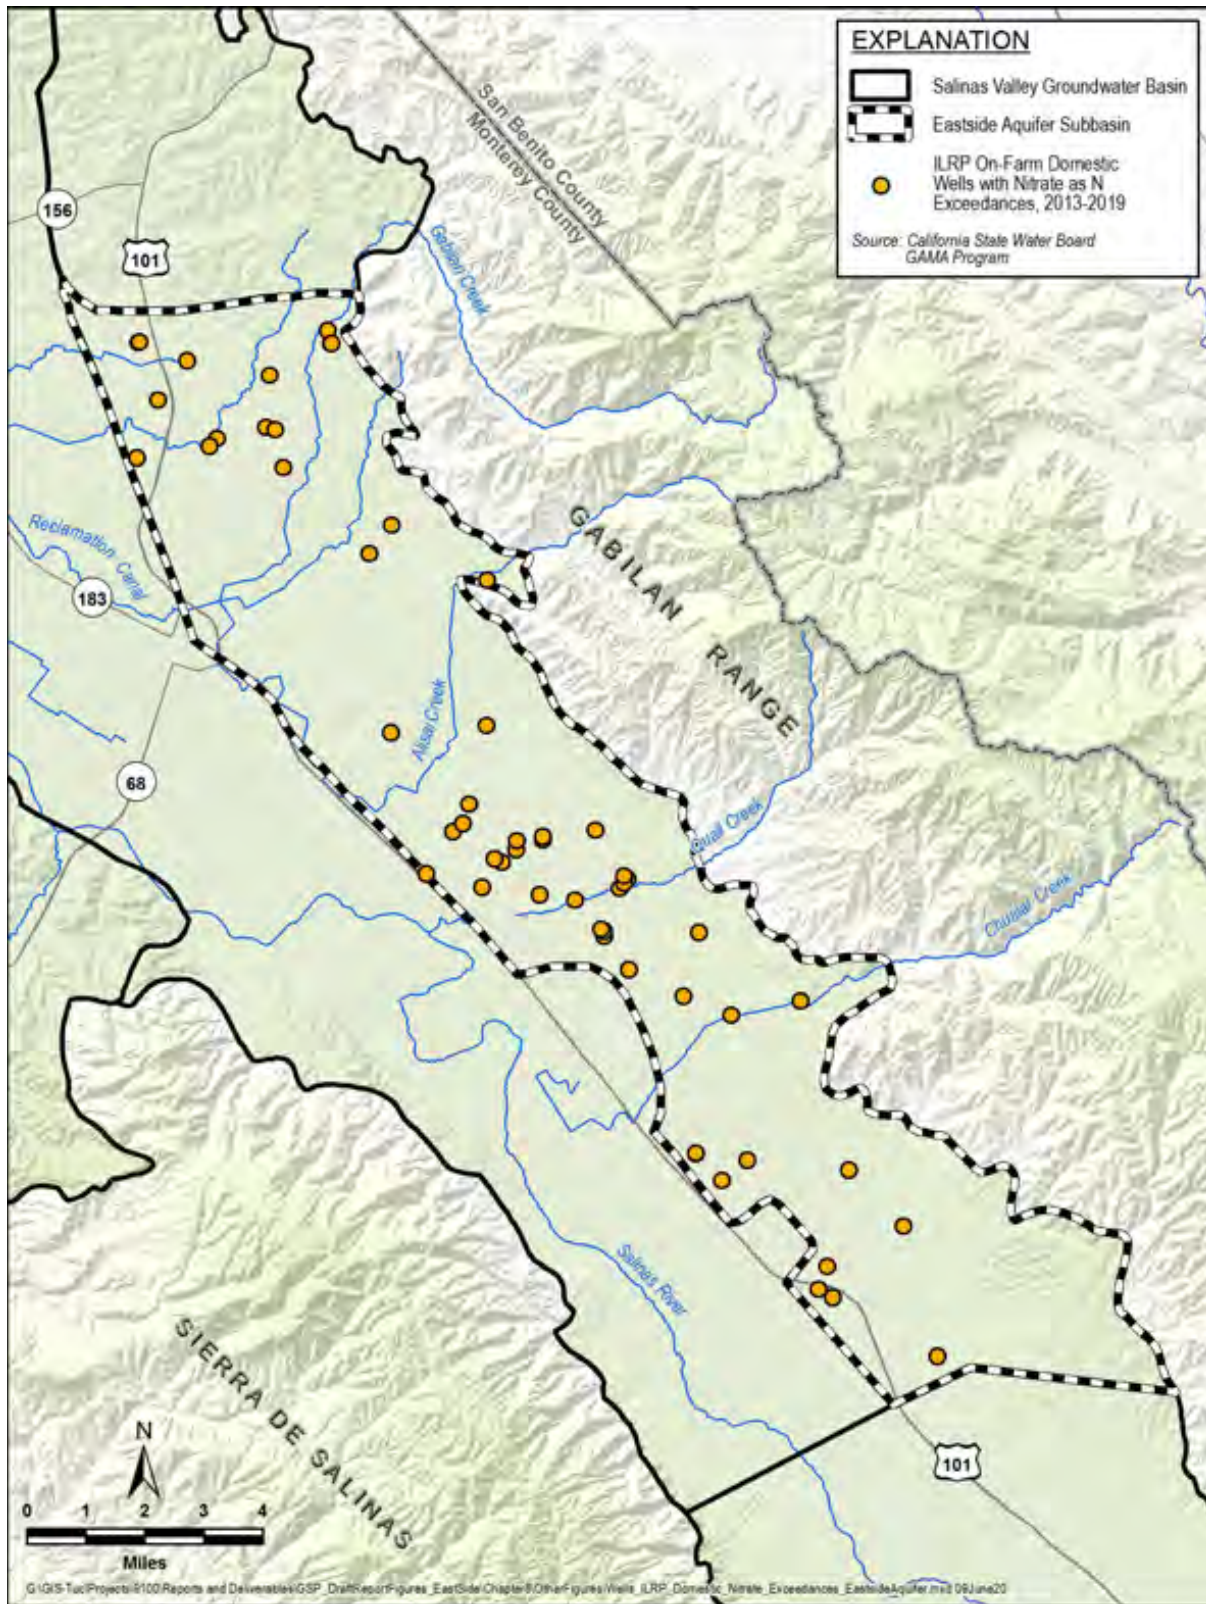 EXPLANATION
Salinas Valley Groundwater Basin
Eastside Aquifer Subbasin
ILRP On-Farm Domestic
Wells with Nitrate as N
Exceedances, 2013-2019
Source: California State Water Board
GAMA Program
San Benito County
Monterey County
156
101
Gabilan Creek
Reclamation Canal
183
GABILAN RANGE
Alisal Creek
68
Quail Creek
Chualar Creek
Salinas River
SIERRA DE SALINAS
N
0 1 2 3 4
Miles
101